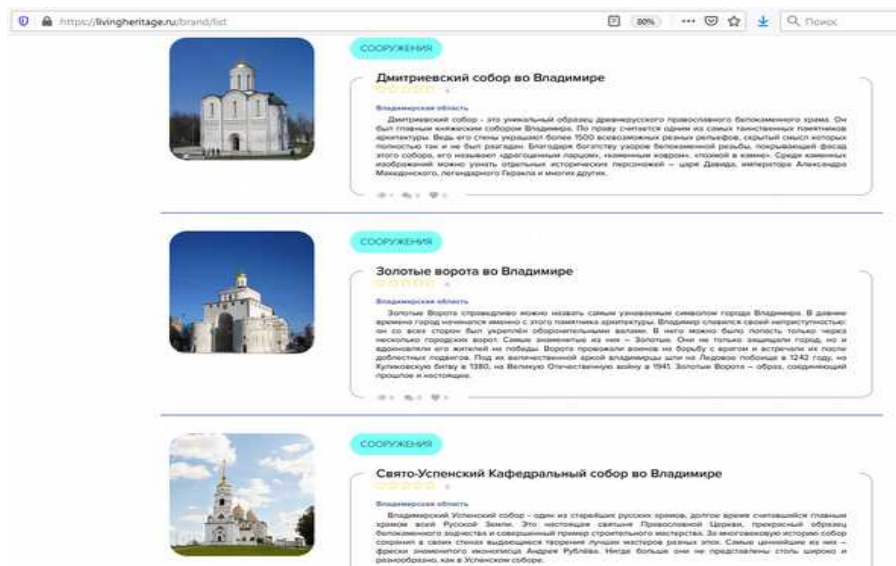 https://livingheritage.ru/brand/list
80%
Поиск
СООРУЖЕНИЯ
Дмитриевский собор во Владимире
Владимирская область
Дмитриевский собор - это уникальный образец древнерусского православного белокаменного храма. Он
был главным княжеским собором Владимира. По праву считается одним из самых таинственных памятников
архитектуры. Ведь его стены украшают более 1500 всевозможных резных рельефов, скрытый смысл которых
полностью так и не был разгадан. Благодаря богатству узоров белокаменной резьбы, покрывающей фасад
этого собора, его называют «драгоценным ларцом», «каменным ковром», «поэмой в камне». Среди каменных
изображений можно узнать отдельных исторических персонажей – царя Давида, императора Александра
Македонского, легендарного Геракла и многих других.
СООРУЖЕНИЯ
Золотые ворота во Владимире
Владимирская область
Золотые Ворота справедливо можно назвать самым узнаваемым символом города Владимира. В давние
времена город начинался именно с этого памятника архитектуры. Владимир славился своей неприступностью:
он со всех сторон был укреплён оборонительными валами. В него можно было попасть только через
несколько городских ворот. Самые знаменитые из них – Золотые. Они не только защищали город, но и
вдохновляли его жителей на победы. Ворота провожали воинов на борьбу с врагом и встречали их после
доблестных подвигов. Под их величественной аркой владимирцы шли на Ледовое побоище в 1242 году, на
Куликовскую битву в 1380, на Великую Отечественную войну в 1941. Золотые Ворота – образ, соединяющий
прошлое и настоящее.
СООРУЖЕНИЯ
Свято-Успенский Кафедральный собор во Владимире
Владимирская область
Владимирский Успенский собор - один из старейших русских храмов, долгое время считавшийся главным
храмом всей Русской Земли. Это настоящая святыня Православной Церкви, прекрасный образец
белокаменного зодчества и совершенный пример строительного мастерства. За многовековую историю собор
сохранил в своих стенах выдающиеся творения лучших мастеров разных эпох. Самые ценнейшие из них –
фрески знаменитого иконописца Андрея Рублёва. Нигде больше они не представлены столь широко и
разнообразно, как в Успенском соборе.